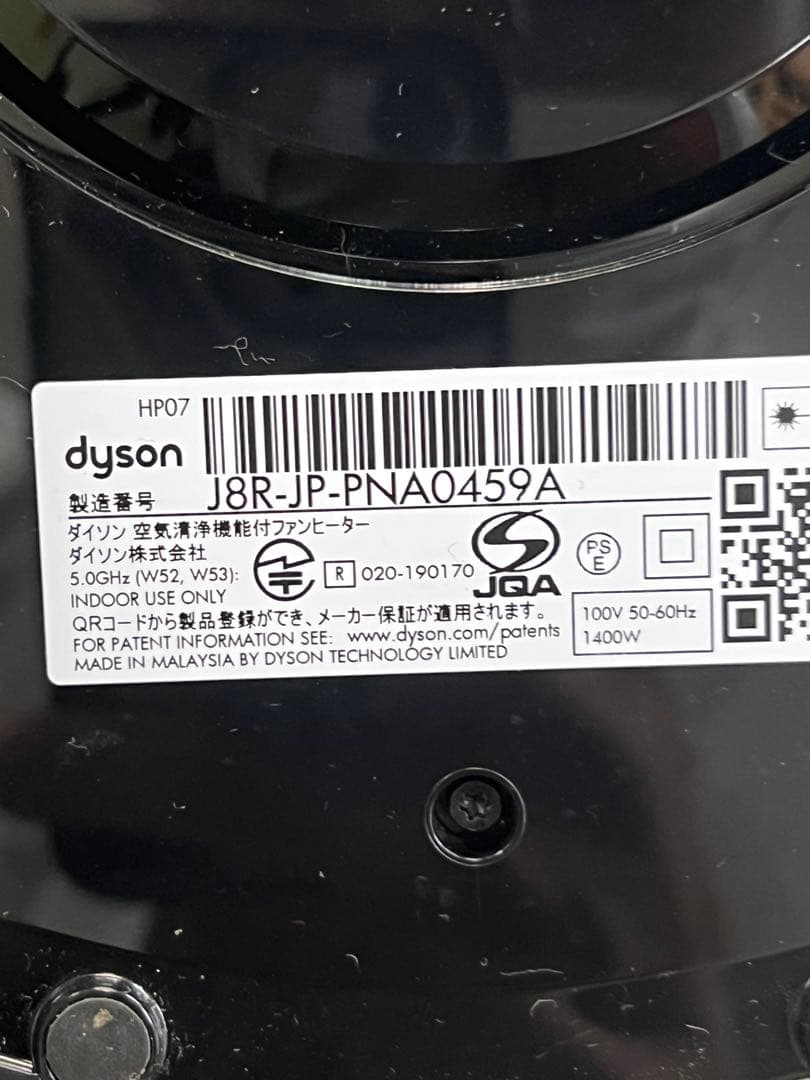 HP07
dyson
製造番号 J8R-JP-PNA0459A
ダイソン 空気清浄機能付ファンヒーター
ダイソン株式会社
5.0GHz (W52, W53): R 020-190170
INDOOR USE ONLY
JQA
PS
E
QRコードから製品登録ができ、メーカー保証が適用されます。
FOR PATENT INFORMATION SEE: www.dyson.com/patents
MADE IN MALAYSIA BY DYSON TECHNOLOGY LIMITED
100V 50-60Hz
1400W